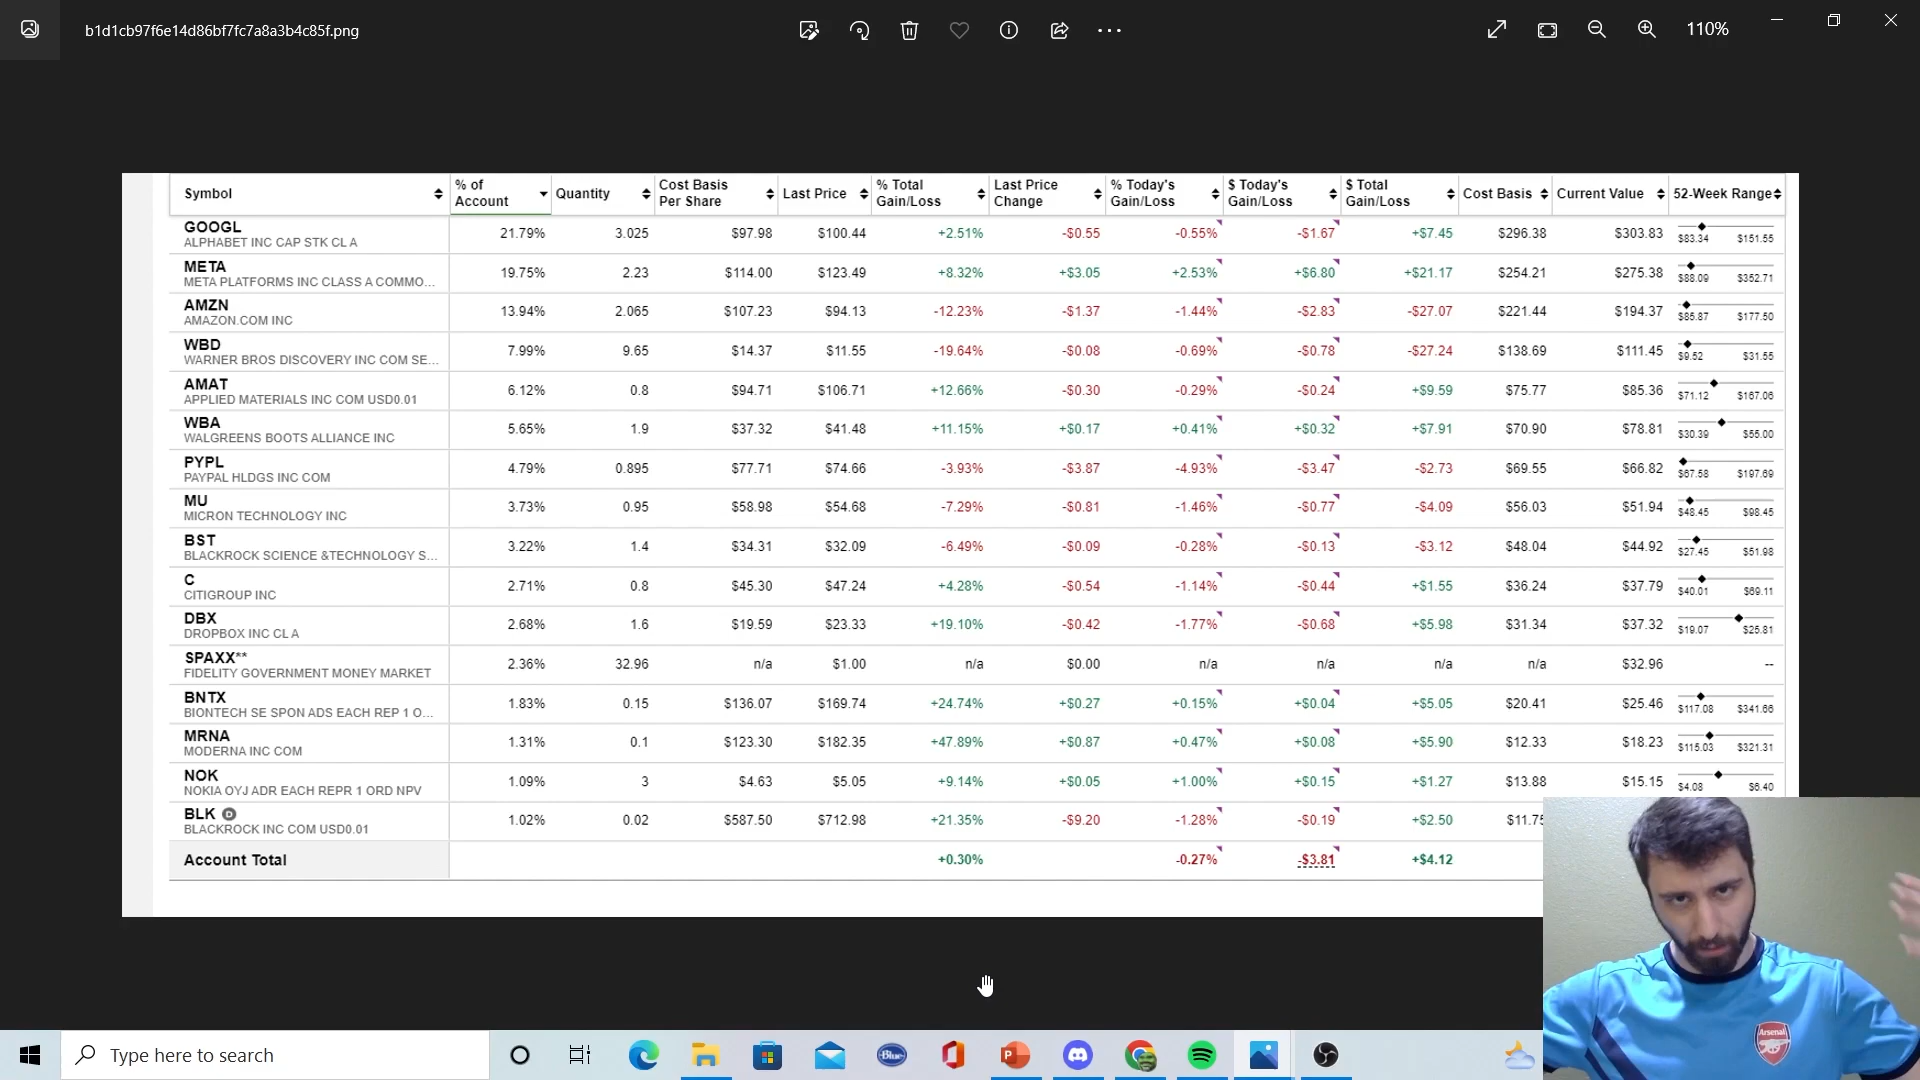 b1d1cb97f6e14d86bf7fc7a8a3b4c85f.png
110%
Symbol % of Account Quantity Cost Basis Per Share Last Price % Total Gain/Loss Last Price Change % Today's Gain/Loss $ Today's Gain/Loss $ Total Gain/Loss Cost Basis Current Value 52-Week Range
GOOGL 21.79% 3.025 $97.98 $100.44 +2.51% -$0.55 -0.55% -$1.67 +$7.45 $296.38 $303.83
ALPHABET INC CAP STK CL A $83.34 $151.55
META 19.75% 2.23 $114.00 $123.49 +8.32% +$3.05 +2.53% +$6.80 +$21.17 $254.21 $275.38
META PLATFORMS INC CLASS A COMMO... $88.09 $352.71
AMZN 13.94% 2.065 $107.23 $94.13 -12.23% -$1.37 -1.44% -$2.83 -$27.07 $221.44 $194.37
AMAZON.COM INC $85.87 $177.50
WBD 7.99% 9.65 $14.37 $11.55 -19.64% -$0.08 -0.69% -$0.78 -$27.24 $138.69 $111.45
WARNER BROS DISCOVERY INC COM SE... $9.52 $31.55
AMAT 6.12% 0.8 $94.71 $106.71 +12.66% -$0.30 -0.29% -$0.24 +$9.59 $75.77 $85.36
APPLIED MATERIALS INC COM USD0.01 $71.12 $167.06
WBA 5.65% 1.9 $37.32 $41.48 +11.15% +$0.17 +0.41% +$0.32 +$7.91 $70.90 $78.81
WALGREENS BOOTS ALLIANCE INC $30.39 $55.00
PYPL 4.79% 0.895 $77.71 $74.66 -3.93% -$3.87 -4.93% -$3.47 -$2.73 $69.55 $66.82
PAYPAL HLDGS INC COM $67.58 $197.69
MU 3.73% 0.95 $58.98 $54.68 -7.29% -$0.81 -1.46% -$0.77 -$4.09 $56.03 $51.94
MICRON TECHNOLOGY INC $48.45 $98.45
BST 3.22% 1.4 $34.31 $32.09 -6.49% -$0.09 -0.28% -$0.13 -$3.12 $48.04 $44.92
BLACKROCK SCIENCE &TECHNOLOGY S... $27.45 $51.98
C 2.71% 0.8 $45.30 $47.24 +4.28% -$0.54 -1.14% -$0.44 +$1.55 $36.24 $37.79
CITIGROUP INC $40.01 $69.11
DBX 2.68% 1.6 $19.59 $23.33 +19.10% -$0.42 -1.77% -$0.68 +$5.98 $31.34 $37.32
DROPBOX INC CL A $19.07 $25.81
SPAXX** 2.36% 32.96 n/a $1.00 n/a $0.00 n/a n/a n/a n/a $32.96 --
FIDELITY GOVERNMENT MONEY MARKET
BNTX 1.83% 0.15 $136.07 $169.74 +24.74% +$0.27 +0.15% +$0.04 +$5.05 $20.41 $25.46
BIONTECH SE SPON ADS EACH REP 1 O... $117.08 $341.66
MRNA 1.31% 0.1 $123.30 $182.35 +47.89% +$0.87 +0.47% +$0.08 +$5.90 $12.33 $18.23
MODERNA INC COM $115.03 $321.31
NOK 1.09% 3 $4.63 $5.05 +9.14% +$0.05 +1.00% +$0.15 +$1.27 $13.88 $15.15
NOKIA OYJ ADR EACH REPR 1 ORD NPV $4.08 $6.40
BLK D 1.02% 0.02 $587.50 $712.98 +21.35% -$9.20 -1.28% -$0.19 +$2.50 $11.75
BLACKROCK INC COM USD0.01
Account Total +0.30% -0.27% -$3.81 +$4.12
Arsenal
Type here to search
Blue